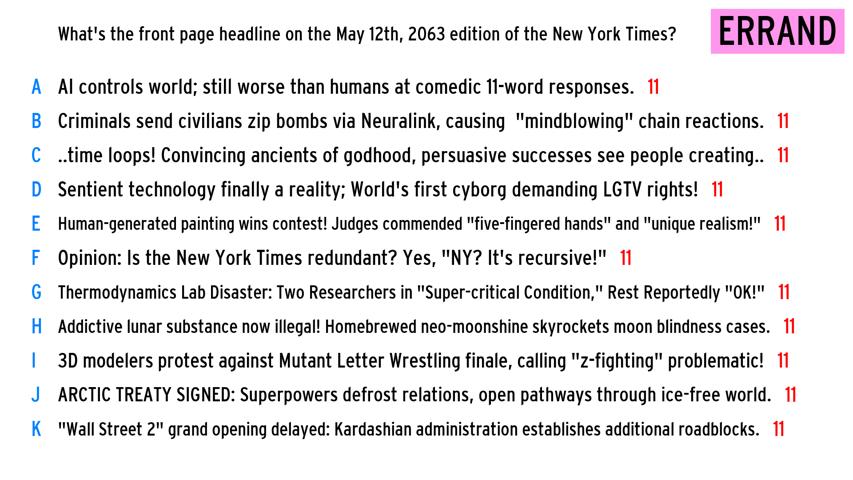 What's the front page headline on the May 12th, 2063 edition of the New York Times?
ERRAND
A AI controls world; still worse than humans at comedic 11-word responses. 11
B Criminals send civilians zip bombs via Neuralink, causing "mindblowing" chain reactions. 11
C ..time loops! Convincing ancients of godhood, persuasive successes see people creating.. 11
D Sentient technology finally a reality; World's first cyborg demanding LGTV rights! 11
E Human-generated painting wins contest! Judges commended "five-fingered hands" and "unique realism!" 11
F Opinion: Is the New York Times redundant? Yes, "NY? It's recursive!" 11
G Thermodynamics Lab Disaster: Two Researchers in "Super-critical Condition," Rest Reportedly "OK!" 11
H Addictive lunar substance now illegal! Homebrewed neo-moonshine skyrockets moon blindness cases. 11
I 3D modelers protest against Mutant Letter Wrestling finale, calling "z-fighting" problematic! 11
J ARCTIC TREATY SIGNED: Superpowers defrost relations, open pathways through ice-free world. 11
K "Wall Street 2" grand opening delayed: Kardashian administration establishes additional roadblocks. 11